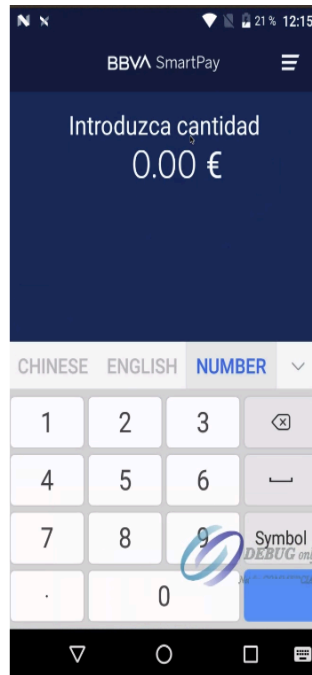 21 % 12:15
BBVA SmartPay
Introduzca cantidad
0.00 €
CHINESE ENGLISH NUMBER
1 2 3
4 5 6
7 8 9 Symbol
DEBUG onl
. 0